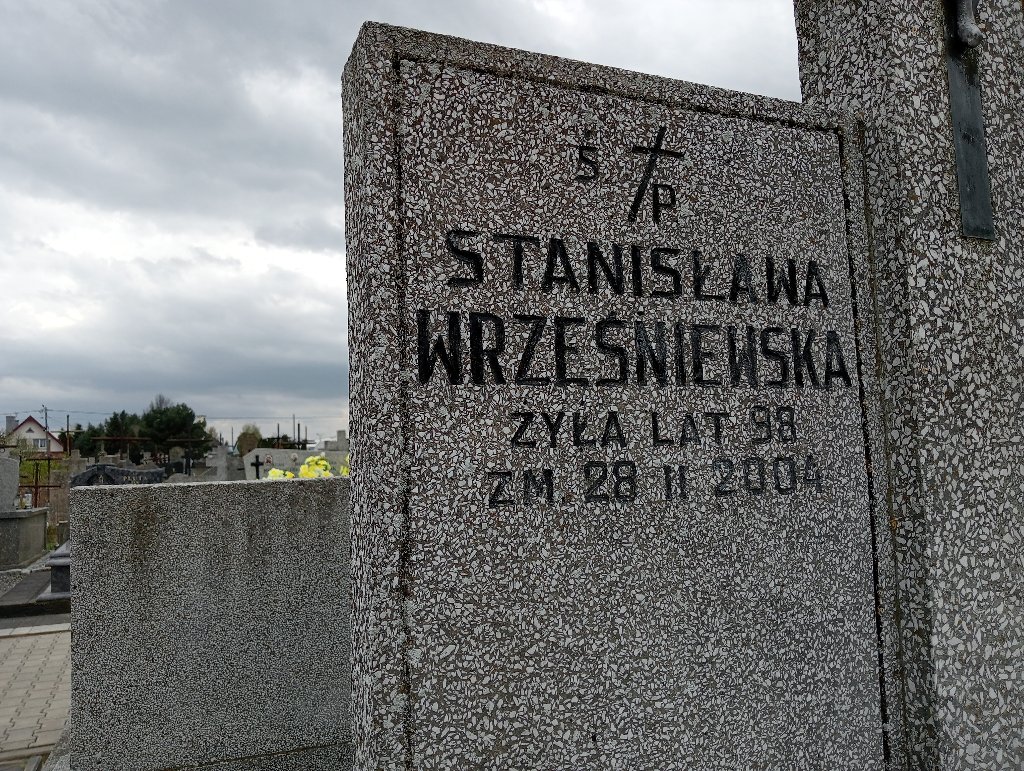 Ś P
STANISŁAWA
WRZEŚNIEWSKA
ŻYŁA LAT 98
ZM. 28 II 2004